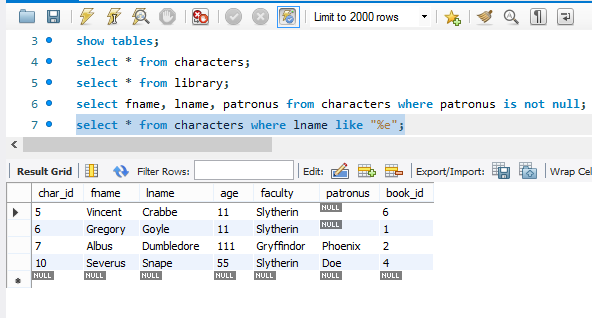 Limit to 2000 rows
3 show tables;
4 select * from characters;
5 select * from library;
6 select fname, lname, patronus from characters where patronus is not null;
7 select * from characters where lname like "%e";
Result Grid Filter Rows: Edit: Export/Import: Wrap Cel
char_id fname lname age faculty patronus book_id
5 Vincent Crabbe 11 Slytherin NULL 6
6 Gregory Goyle 11 Slytherin NULL 1
7 Albus Dumbledore 111 Gryffindor Phoenix 2
10 Severus Snape 55 Slytherin Doe 4
NULL NULL NULL NULL NULL NULL NULL